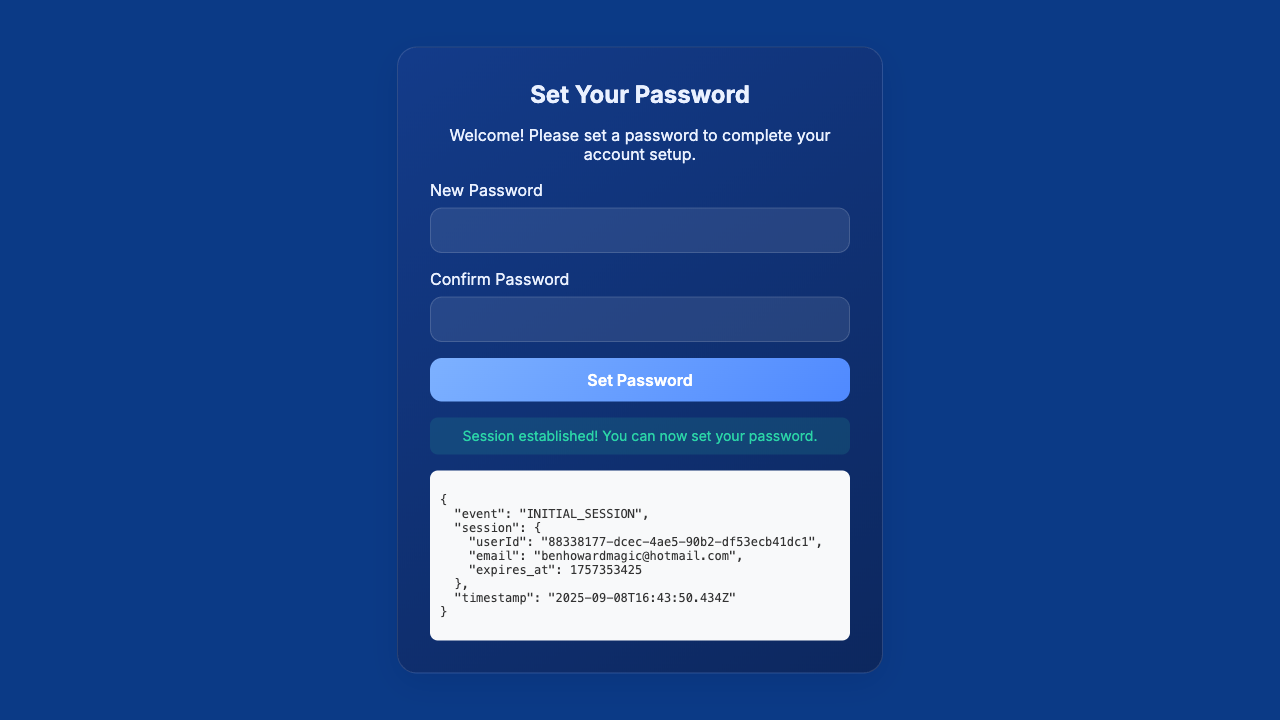 Set Your Password
Welcome! Please set a password to complete your
account setup.
New Password
Confirm Password
Set Password
Session established! You can now set your password.
{
  "event": "INITIAL_SESSION",
  "session": {
    "userId": "88338177-dcec-4ae5-90b2-df53ecb41dc1",
    "email": "benhowardmagic@hotmail.com",
    "expires_at": 1757353425
  },
  "timestamp": "2025-09-08T16:43:50.434Z"
}